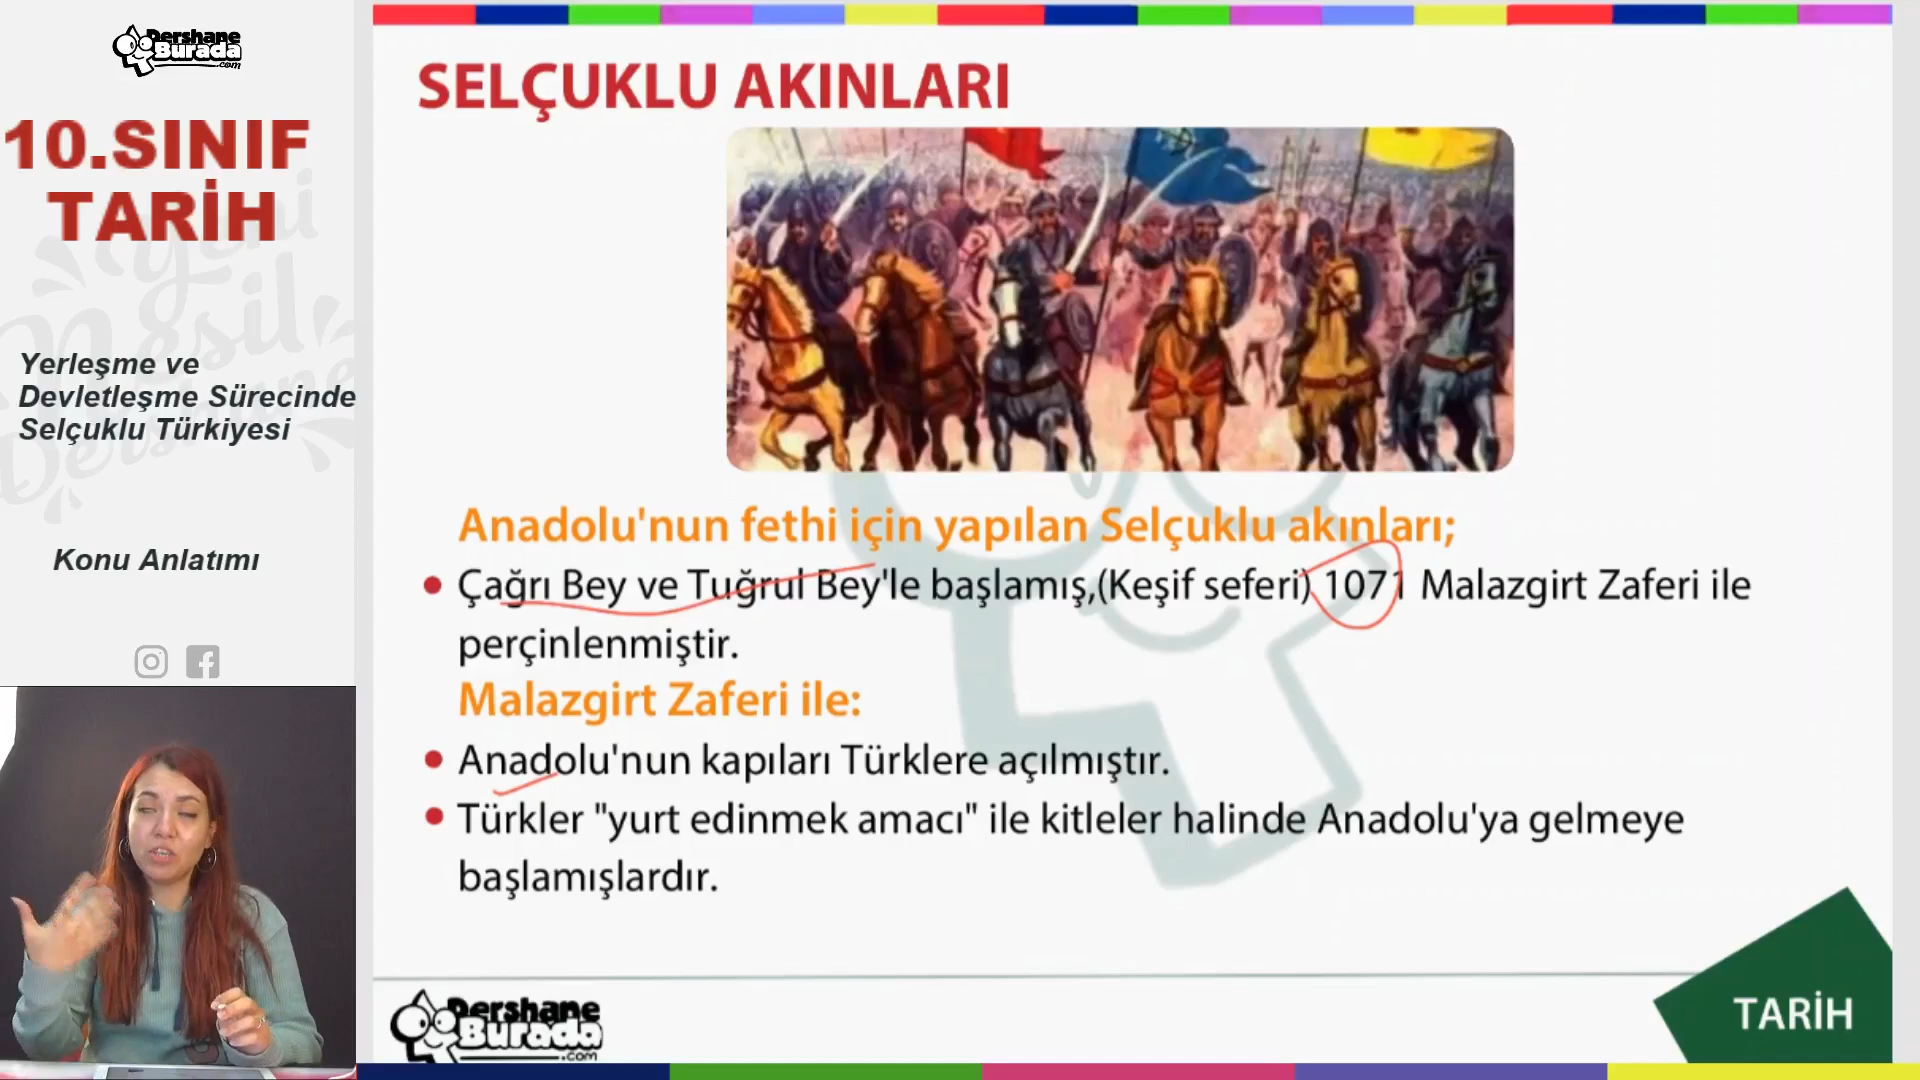 Dershane
Burada
.com
10.SINIF
TARİH
Yeni
Nesil
Dershane
Yerleşme ve
Devletleşme Sürecinde
Selçuklu Türkiyesi
Konu Anlatımı
SELÇUKLU AKINLARI
Anadolu'nun fethi için yapılan Selçuklu akınları;
• Çağrı Bey ve Tuğrul Bey'le başlamış,(Keşif seferi) 1071 Malazgirt Zaferi ile
perçinlenmiştir.
Malazgirt Zaferi ile:
• Anadolu'nun kapıları Türklere açılmıştır.
• Türkler "yurt edinmek amacı" ile kitleler halinde Anadolu'ya gelmeye
başlamışlardır.
Dershane
Burada
.com
TARİH